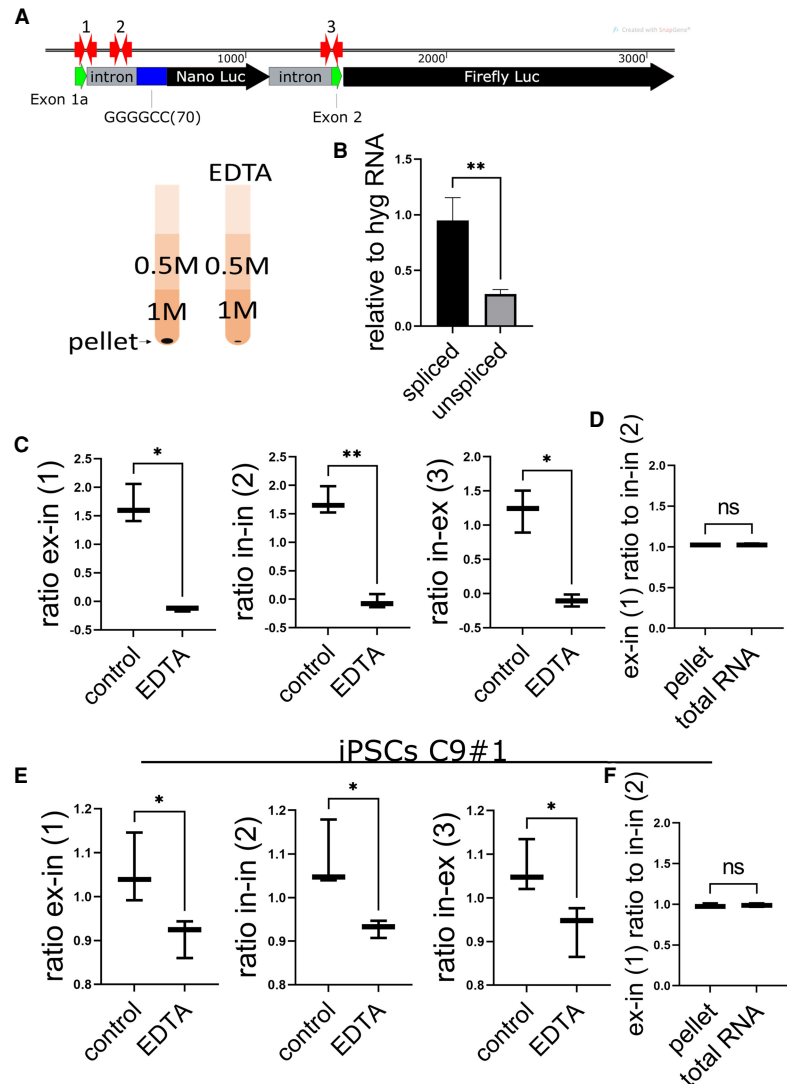 A
Created with SnapGene®
1 2 3
1000 2000 3000
intron Nano Luc intron Firefly Luc
Exon 1a
GGGGCC(70) Exon 2
EDTA
0.5M 0.5M
1M 1M
pellet
B
relative to hyg RNA
1.5
1.0
0.5
0.0
**
spliced
unspliced
C
ratio ex-in (1)
2.5
2.0
1.5
1.0
0.5
0.0
-0.5
*
control
EDTA
ratio in-in (2)
2.5
2.0
1.5
1.0
0.5
0.0
-0.5
**
control
EDTA
ratio in-ex (3)
2.0
1.5
1.0
0.5
0.0
-0.5
*
control
EDTA
D
ex-in (1) ratio to in-in (2)
2.0
1.5
1.0
0.5
0.0
ns
pellet
total RNA
iPSCs C9#1
E
ratio ex-in (1)
1.2
1.1
1.0
0.9
0.8
*
control
EDTA
ratio in-in (2)
1.2
1.1
1.0
0.9
0.8
*
control
EDTA
ratio in-ex (3)
1.2
1.1
1.0
0.9
0.8
*
control
EDTA
F
ex-in (1) ratio to in-in (2)
2.0
1.5
1.0
0.5
0.0
ns
pellet
total RNA